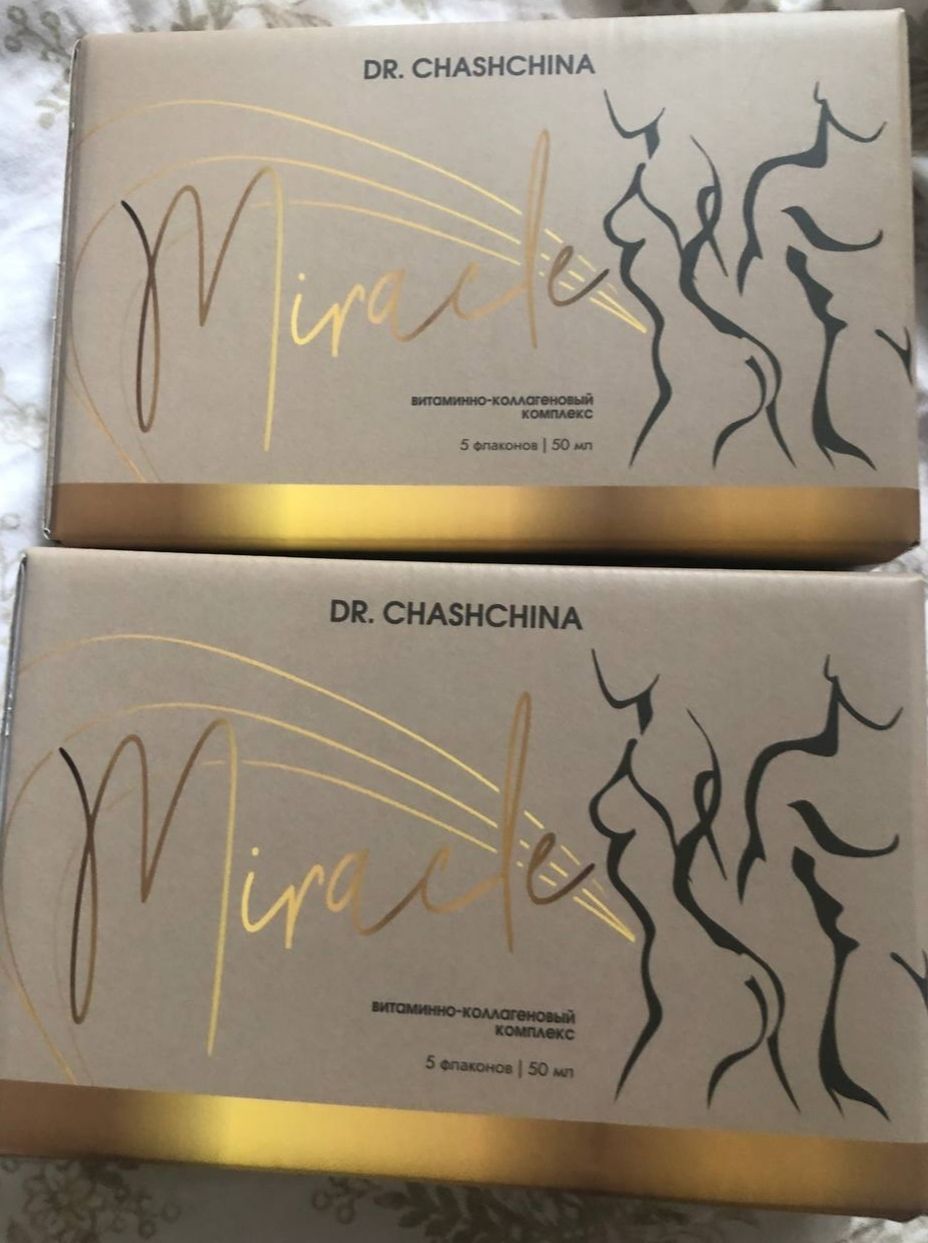 DR. CHASHCHINA
Miracle
витаминно-коллагеновый
комплекс
5 флаконов | 50 мл
DR. CHASHCHINA
Miracle
витаминно-коллагеновый
комплекс
5 флаконов | 50 мл